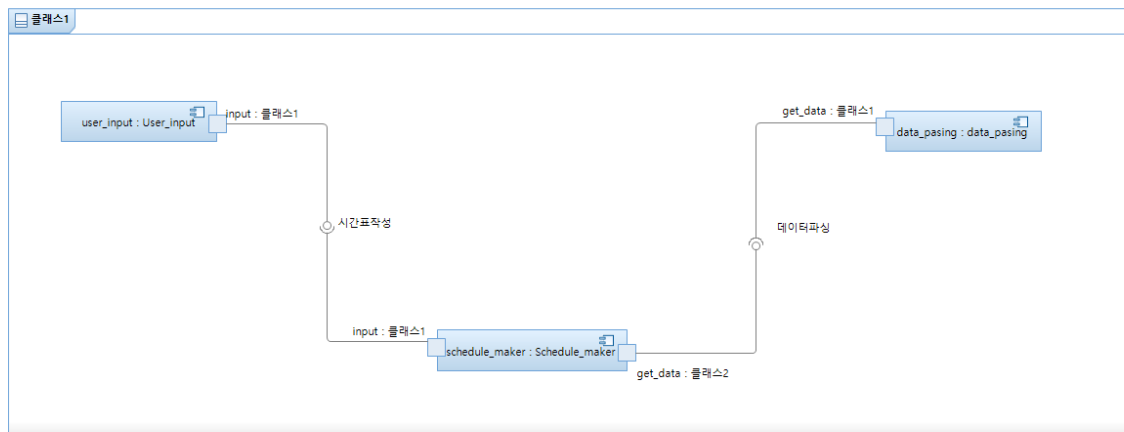 클래스1
input : 클래스1
user_input : User_input
get_data : 클래스1
data_pasing : data_pasing
시간표작성
데이터파싱
input : 클래스1
schedule_maker : Schedule_maker
get_data : 클래스2